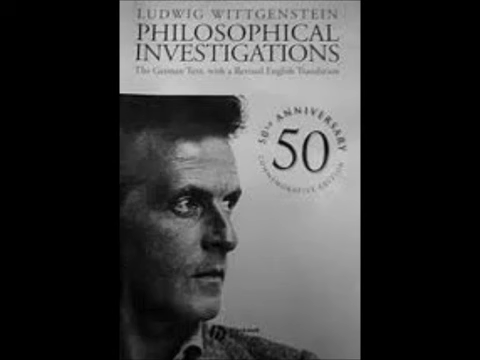 LUDWIG WITTGENSTEIN
PHILOSOPHICAL
INVESTIGATIONS
The German Text, with a Revised English Translation
50TH ANNIVERSARY
50
COMMEMORATIVE EDITION